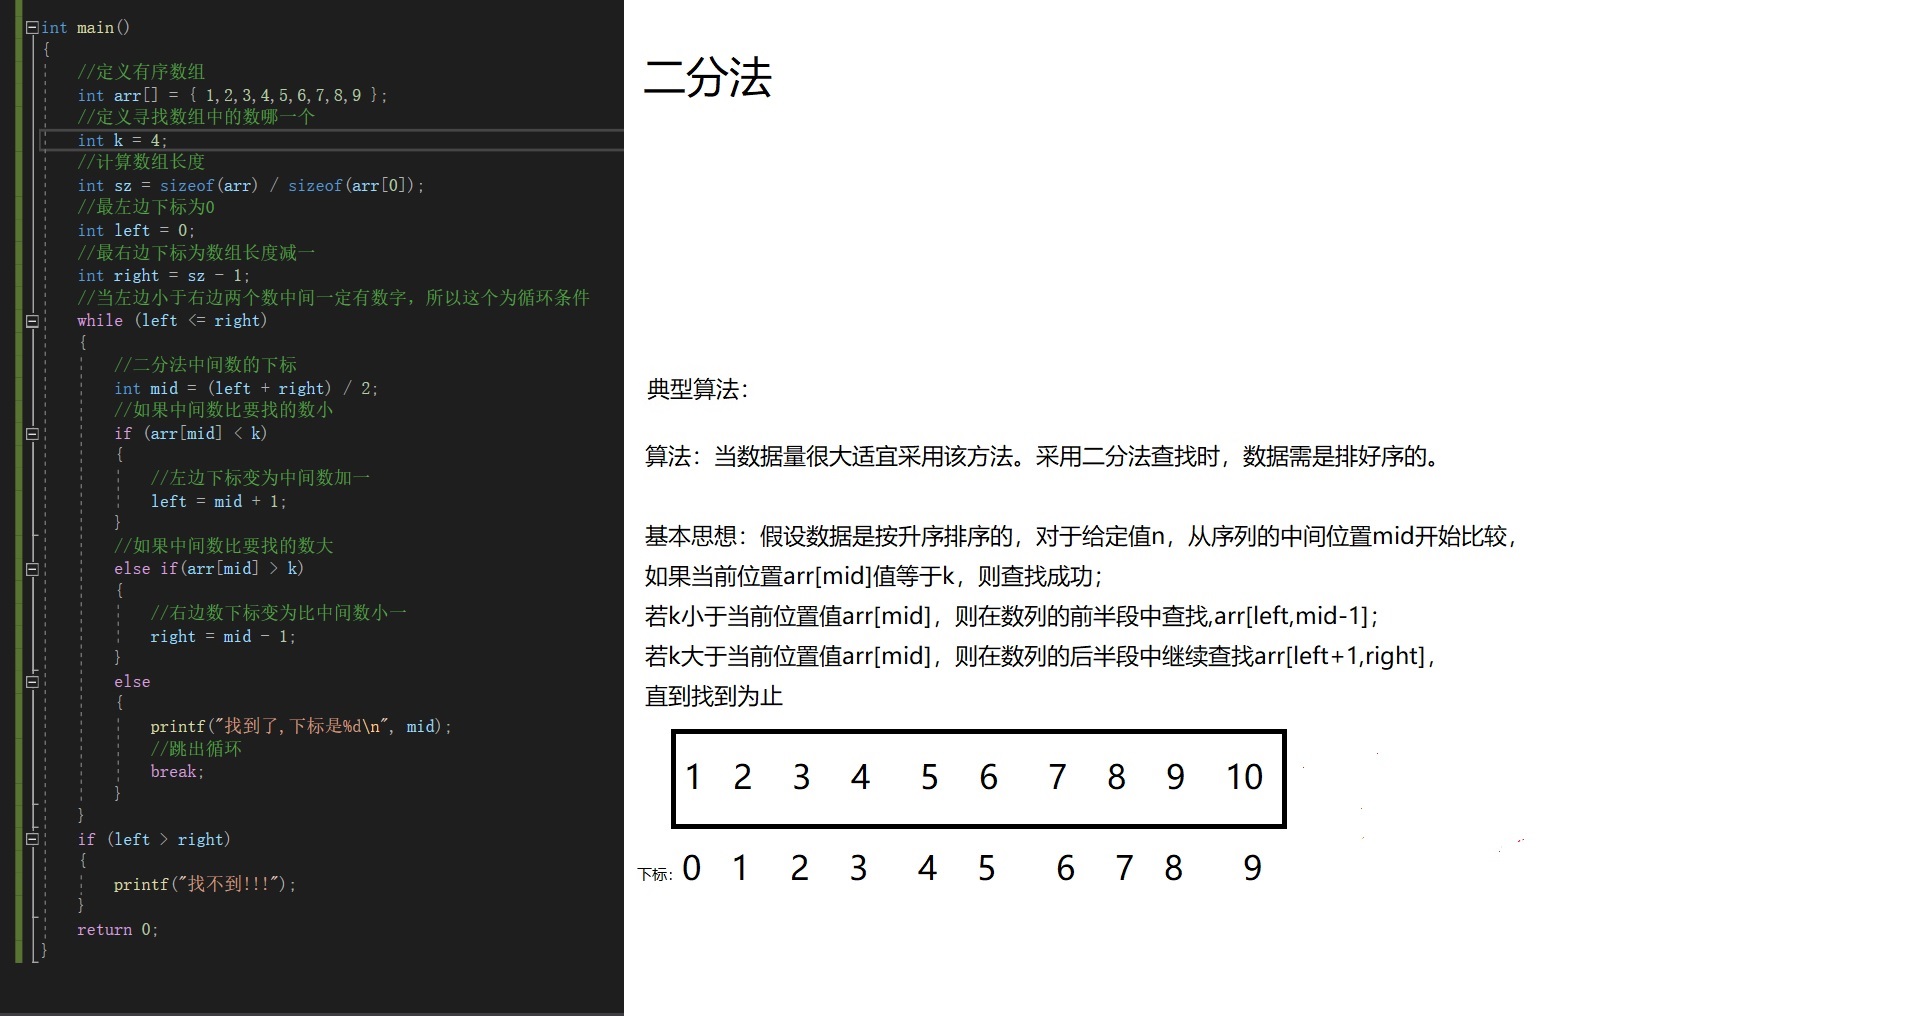 int main()
{
//定义有序数组
int arr[] = { 1,2,3,4,5,6,7,8,9 };
//定义寻找数组中的数哪一个
int k = 4;
//计算数组长度
int sz = sizeof(arr) / sizeof(arr[0]);
//最左边下标为0
int left = 0;
//最右边下标为数组长度减一
int right = sz - 1;
//当左边小于右边两个数中间一定有数字，所以这个为循环条件
while (left <= right)
{
//二分法中间数的下标
int mid = (left + right) / 2;
//如果中间数比要找的数小
if (arr[mid] < k)
{
//左边下标变为中间数加一
left = mid + 1;
}
//如果中间数比要找的数大
else if(arr[mid] > k)
{
//右边数下标变为比中间数小一
right = mid - 1;
}
else
{
printf("找到了,下标是%d\n", mid);
//跳出循环
break;
}
}
if (left > right)
{
printf("找不到!!!");
}
return 0;
}
二分法
典型算法：
算法：当数据量很大适宜采用该方法。采用二分法查找时，数据需是排好序的。
基本思想：假设数据是按升序排序的，对于给定值n，从序列的中间位置mid开始比较，
如果当前位置arr[mid]值等于k，则查找成功；
若k小于当前位置值arr[mid]，则在数列的前半段中查找,arr[left,mid-1]；
若k大于当前位置值arr[mid]，则在数列的后半段中继续查找arr[left+1,right]，
直到找到为止
1 2 3 4 5 6 7 8 9 10
下标：0 1 2 3 4 5 6 7 8 9